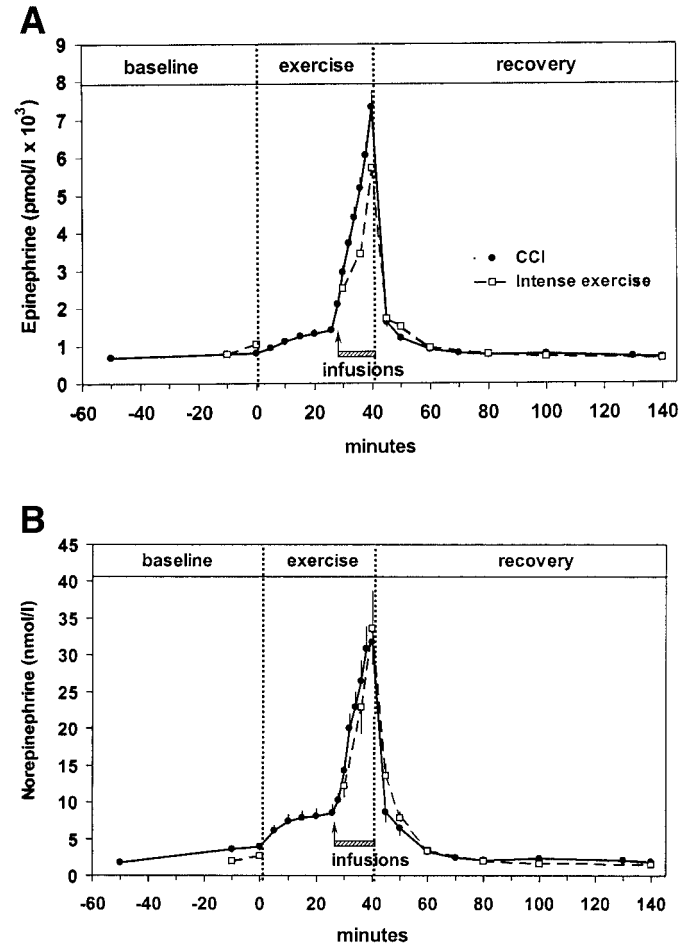 A
9
8
7
6
5
4
3
2
1
0
Epinephrine (pmol/l x 10³)
baseline exercise recovery
CCI
Intense exercise
infusions
-60 -40 -20 0 20 40 60 80 100 120 140
minutes
B
45
40
35
30
25
20
15
10
5
0
Norepinephrine (nmol/l)
baseline exercise recovery
infusions
-60 -40 -20 0 20 40 60 80 100 120 140
minutes